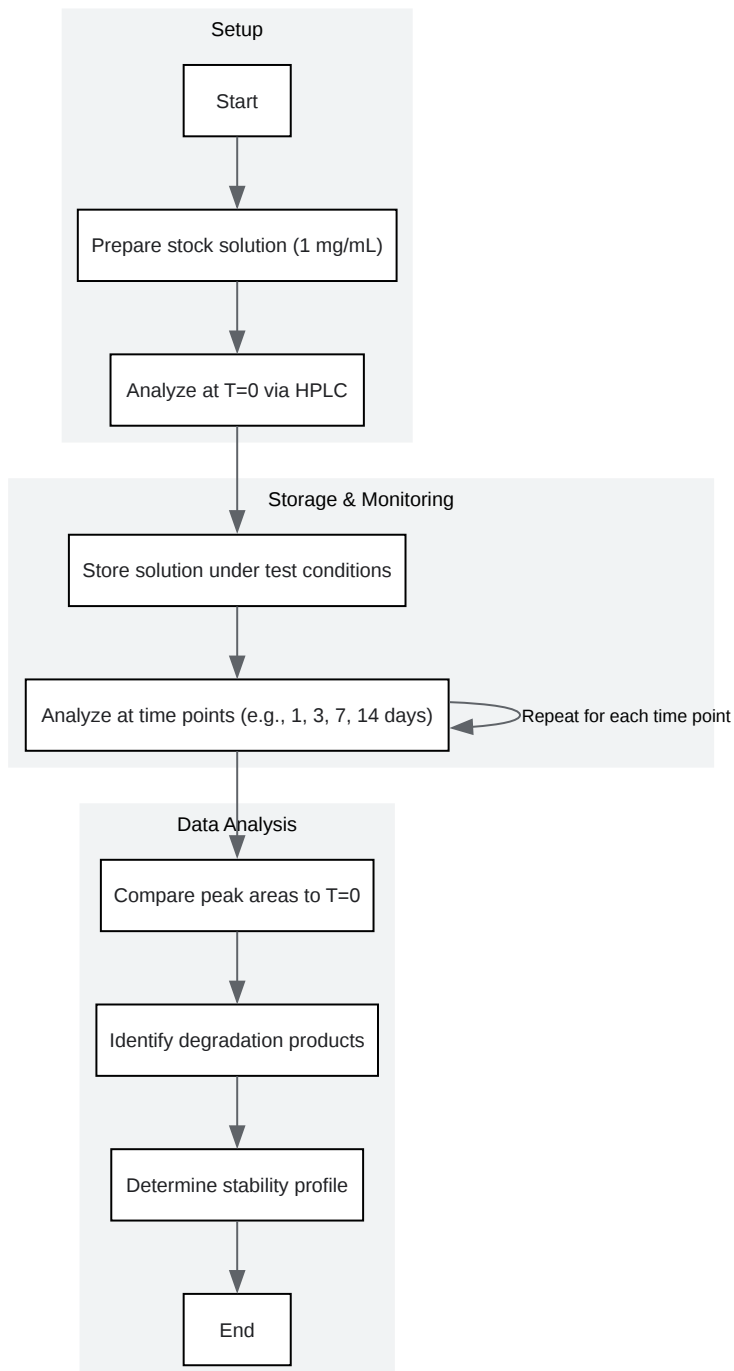 Setup
Start
Prepare stock solution (1 mg/mL)
Analyze at T=0 via HPLC
Storage & Monitoring
Store solution under test conditions
Analyze at time points (e.g., 1, 3, 7, 14 days)
Repeat for each time point
Data Analysis
Compare peak areas to T=0
Identify degradation products
Determine stability profile
End